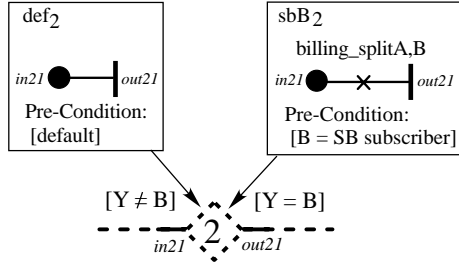 def2
in21 out21
Pre-Condition:
[default]
sbB2
billing_splitA,B
in21 out21
Pre-Condition:
[B = SB subscriber]
[Y ≠ B] [Y = B]
in21 2 out21